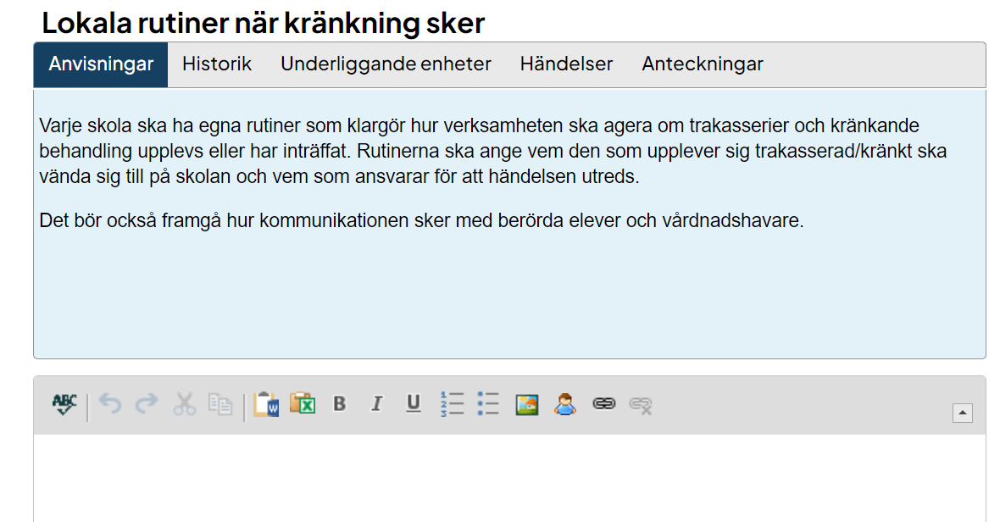 Lokala rutiner när kränkning sker
Anvisningar Historik Underliggande enheter Händelser Anteckningar
Varje skola ska ha egna rutiner som klargör hur verksamheten ska agera om trakasserier och kränkande
behandling upplevs eller har inträffat. Rutinerna ska ange vem den som upplever sig trakasserad/kränkt ska
vända sig till på skolan och vem som ansvarar för att händelsen utreds.
Det bör också framgå hur kommunikationen sker med berörda elever och vårdnadshavare.
ABC W X B I U 1 2 3